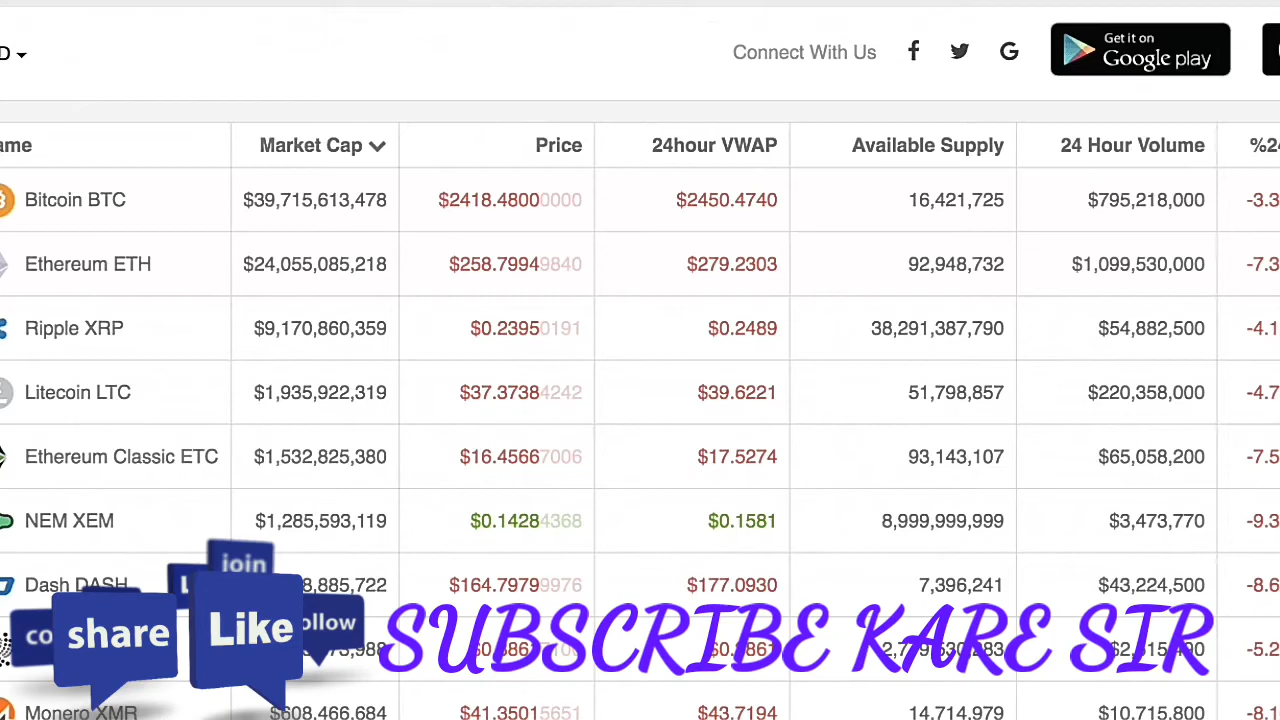 D
Connect With Us
Get it on
Google play
ame Market Cap Price 24hour VWAP Available Supply 24 Hour Volume %24
Bitcoin BTC $39,715,613,478 $2418.48000000 $2450.4740 16,421,725 $795,218,000 -3.3
Ethereum ETH $24,055,085,218 $258.79949840 $279.2303 92,948,732 $1,099,530,000 -7.3
Ripple XRP $9,170,860,359 $0.23950191 $0.2489 38,291,387,790 $54,882,500 -4.1
Litecoin LTC $1,935,922,319 $37.37384242 $39.6221 51,798,857 $220,358,000 -4.7
Ethereum Classic ETC $1,532,825,380 $16.45667006 $17.5274 93,143,107 $65,058,200 -7.5
NEM XEM $1,285,593,119 $0.14284368 $0.1581 8,999,999,999 $3,473,770 -9.3
Dash DASH 8,885,722 $164.79799976 $177.0930 7,396,241 $43,224,500 -8.6
-5.2
Monero XMR $608,466,684 $41.35015651 $43.7194 14,714,979 $10,715,800 -8.1
join
co share Like ollow
SUBSCRIBE KARE SIR